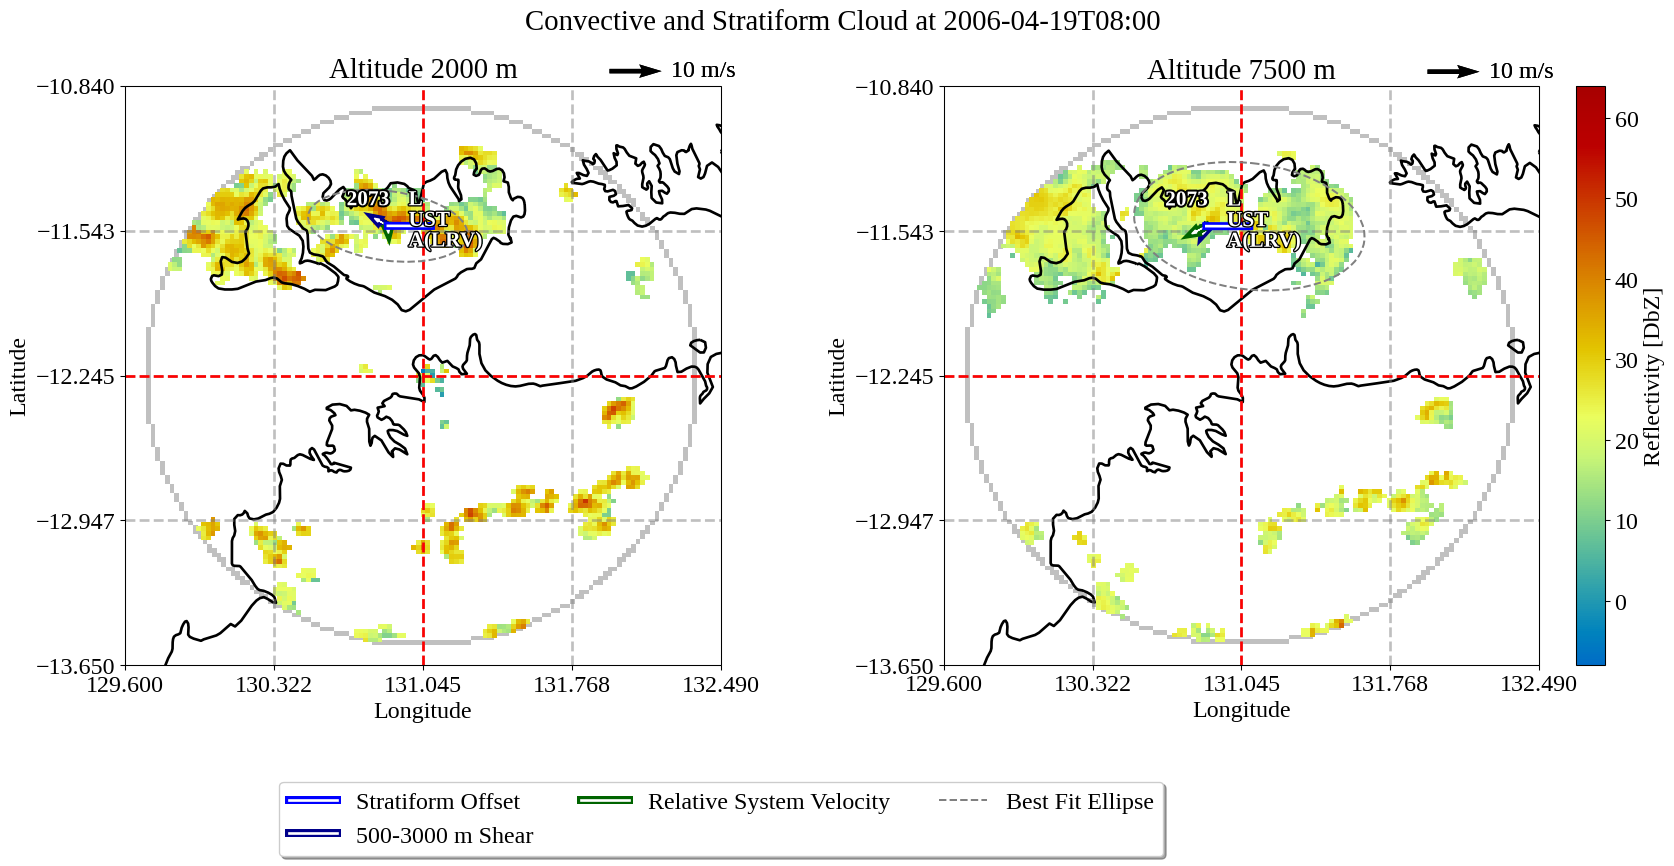 Convective and Stratiform Cloud at 2006-04-19T08:00
Altitude 2000 m
10 m/s
−10.840
−11.543
−12.245
−12.947
−13.650
Latitude
2073
L
UST
A(LRV)
129.600
130.322
131.045
131.768
132.490
Longitude
Altitude 7500 m
10 m/s
−10.840
−11.543
−12.245
−12.947
−13.650
Latitude
2073
L
UST
A(LRV)
129.600
130.322
131.045
131.768
132.490
Longitude
60
50
40
30
20
10
0
Reflectivity [DbZ]
Stratiform Offset
500-3000 m Shear
Relative System Velocity
Best Fit Ellipse